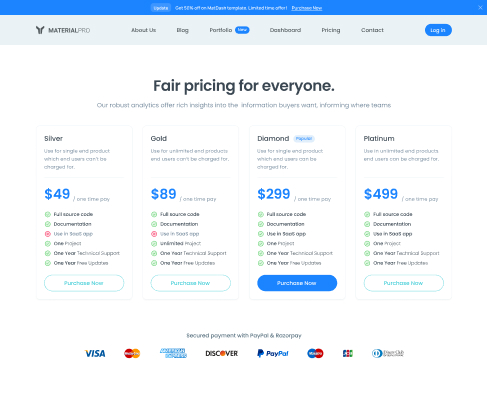 Update Get 50% off on MatDash template. Limited time offer! Purchase Now
MATERIALPRO About Us Blog Portfolio New Dashboard Pricing Contact Log in
Fair pricing for everyone.
Our robust analytics offer rich insights into the information buyers want, informing where teams
Silver
Use for single end product
which end users can't be
charged for.
$49 / one time pay
Full source code
Documentation
Use in SaaS app
One Project
One Year Technical Support
One Year Free Updates
Purchase Now
Gold
Use for unlimited end products
end users can't be charged for.
$89 / one time pay
Full source code
Documentation
Use in SaaS app
Unlimited Project
One Year Technical Support
One Year Free Updates
Purchase Now
Diamond Popular
Use for single end product
which end users can't be
charged for.
$299 / one time pay
Full source code
Documentation
Use in SaaS app
One Project
One Year Technical Support
One Year Free Updates
Purchase Now
Platinum
Use in unlimited end products
end users can't be charged for.
$499 / one time pay
Full source code
Documentation
Use in SaaS app
One Project
One Year Technical Support
One Year Free Updates
Purchase Now
Secured payment with PayPal & Razorpay
VISA MasterCard AMERICAN EXPRESS DISCOVER PayPal Maestro JCB Diners Club